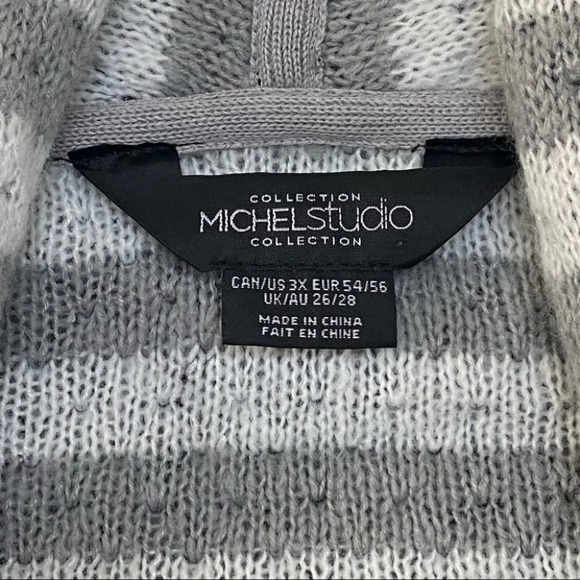 COLLECTION
MICHELstudio
COLLECTION
CAN/US 3X EUR 54/56
UK/AU 26/28
MADE IN CHINA
FAIT EN CHINE